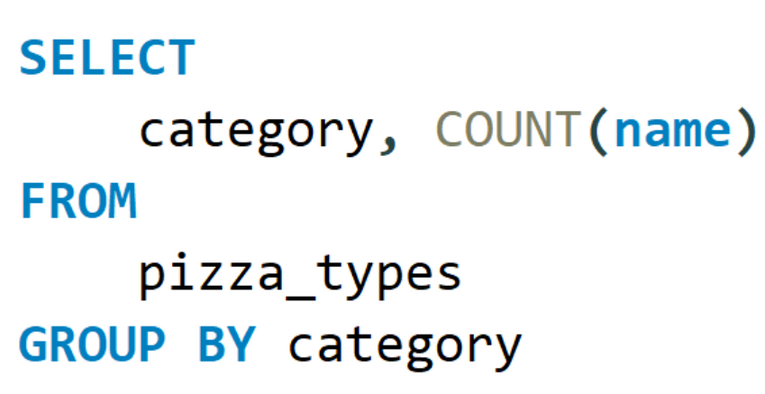 SELECT
    category, COUNT(name)
FROM
    pizza_types
GROUP BY category